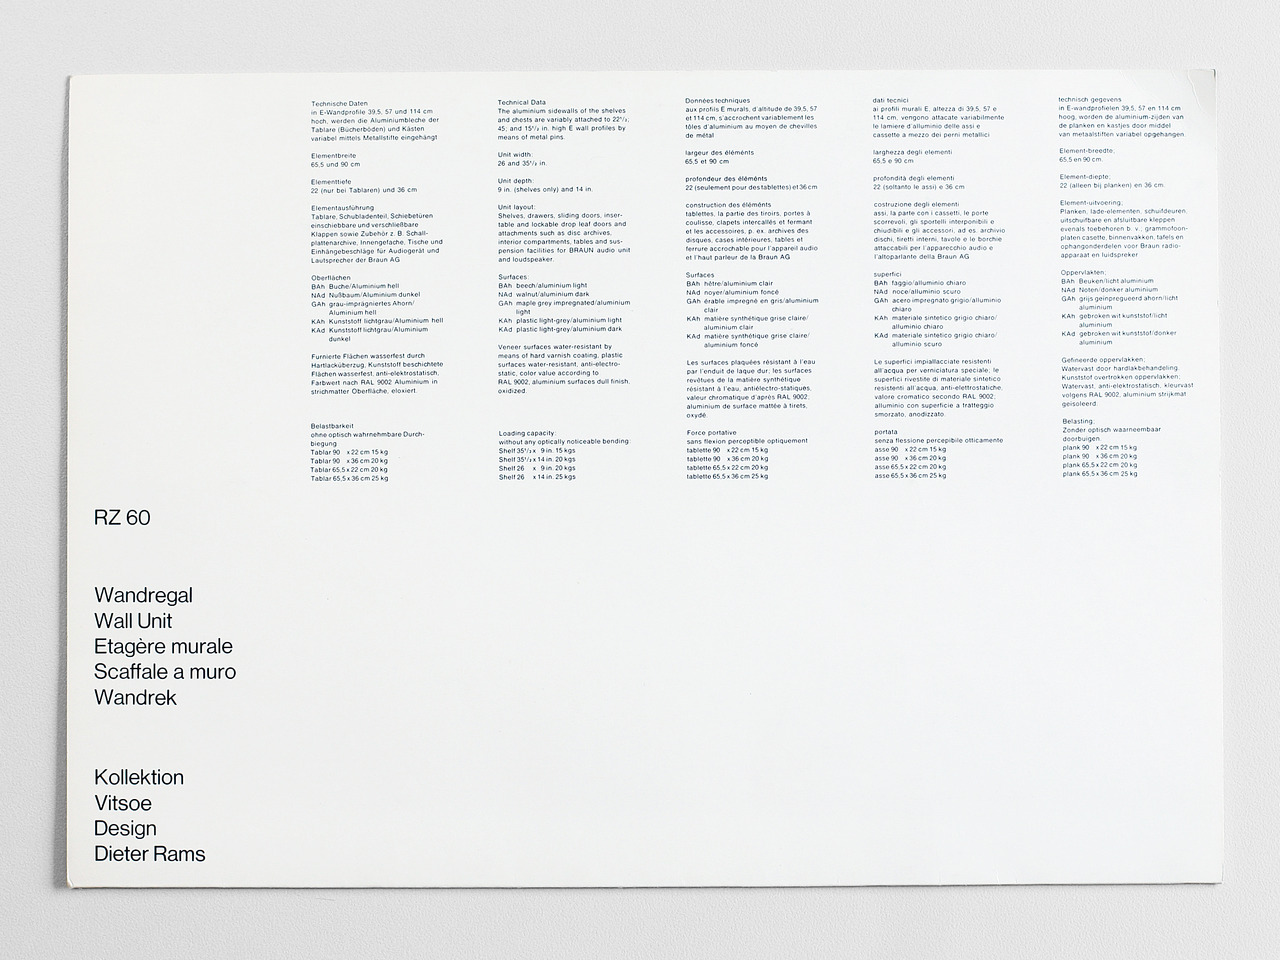 Technische Daten
in E-Wandprofile 39,5, 57 und 114 cm
hoch, werden die Aluminiumbleche der
Tablare (Bücherböden) und Kästen
variabel mittels Metallstifte eingehängt
Elementbreite
65,5 und 90 cm
Elementtiefe
22 (nur bei Tablaren) und 36 cm
Elementausführung
Tablare, Schubladenteil, Schiebetüren
einschiebbare und verschließbare
Klappen sowie Zubehör z. B. Schall-
plattenarchive, Innengefache, Tische und
Einhängebeschläge für Audiogerät und
Lautsprecher der Braun AG
Oberflächen
BAh Buche/Aluminium hell
NAd Nußbaum/Aluminium dunkel
GAh grau-imprägniertes Ahorn/
Aluminium hell
KAh Kunststoff lichtgrau/Aluminium hell
KAd Kunststoff lichtgrau/Aluminium
dunkel
Furnierte Flächen wasserfest durch
Hartlacküberzug, Kunststoff beschichtete
Flächen wasserfest, anti-elektrostatisch,
Farbwert nach RAL 9002 Aluminium in
strichmatter Oberfläche, eloxiert.
Belastbarkeit
ohne optisch wahrnehmbare Durch-
biegung
Tablar 90 x 22 cm 15 kg
Tablar 90 x 36 cm 20 kg
Tablar 65,5 x 22 cm 20 kg
Tablar 65,5 x 36 cm 25 kg
Technical Data
The aluminium sidewalls of the shelves
and chests are variably attached to 22¹/₂;
45; and 15¹/₂ in. high E wall profiles by
means of metal pins.
Unit width:
26 and 35¹/₂ in.
Unit depth:
9 in. (shelves only) and 14 in.
Unit layout:
Shelves, drawers, sliding doors, inser-
table and lockable drop leaf doors and
attachments such as disc archives,
interior compartments, tables and sus-
pension facilities for BRAUN audio unit
and loudspeaker.
Surfaces:
BAh beech/aluminium light
NAd walnut/aluminium dark
GAh maple grey impregnated/aluminium
light
KAh plastic light-grey/aluminium light
KAd plastic light-grey/aluminium dark
Veneer surfaces water-resistant by
means of hard varnish coating, plastic
surfaces water-resistant, anti-electro-
static, color value according to
RAL 9002, aluminium surfaces dull finish,
oxidized.
Loading capacity:
without any optically noticeable bending:
Shelf 35¹/₂ x 9 in. 15 kgs
Shelf 35¹/₂ x 14 in. 20 kgs
Shelf 26 x 9 in. 20 kgs
Shelf 26 x 14 in. 25 kgs
Données techniques
aux profils E murals, d'altitude de 39,5, 57
et 114 cm, s'accrochent variablement les
tôles d'aluminium au moyen de chevilles
de métal
largeur des éléménts
65,5 et 90 cm
profondeur des éléménts
22 (seulement pour des tablettes) et 36 cm
construction des éléménts
tablettes, la partie des tiroirs, portes à
coulisse, clapets intercallés et fermant
et les accessoires, p. ex. archives des
disques, cases intérieures, tables et
ferrure accrochable pour l'appareil audio
et l'haut parleur de la Braun AG
Surfaces
BAh hêtre/aluminium clair
NAd noyer/aluminium foncé
GAh érable impregné en gris/aluminium
clair
KAh matière synthétique grise claire/
aluminium clair
KAd matière synthétique grise claire/
aluminium foncé
Les surfaces plaquées résistant à l'eau
par l'enduit de laque dur, les surfaces
revêtues de la matière synthétique
résistant à l'eau, antiélectro-statiques,
valeur chromatique d'après RAL 9002,
aluminium de surface mattée à tirets,
oxydé.
Force portative
sans flexion perceptible optiquement
tablette 90 x 22 cm 15 kg
tablette 90 x 36 cm 20 kg
tablette 65,5 x 22 cm 20 kg
tablette 65,5 x 36 cm 25 kg
dati tecnici
ai profili murali E, altezza di 39,5, 57 e
114 cm, vengono attacate variabilmente
le lamiere d'alluminio delle assi e
cassette a mezzo dei perni metallici
larghezza degli elementi
65,5 e 90 cm
profondità degli elementi
22 (soltanto le assi) e 36 cm
costruzione degli elementi
assi, la parte con i cassetti, le porte
scorrevoli, gli sportelli interponibili e
chiudibili e gli accessori, ad es. archivio
dischi, tiretti interni, tavole e le borchie
attaccabili per l'apparecchio audio e
l'altoparlante della Braun AG
superfici
BAh faggio/alluminio chiaro
NAd noce/alluminio scuro
GAh acero impregnato grigio/alluminio
chiaro
KAh materiale sintetico grigio chiaro/
alluminio chiaro
KAd materiale sintetico grigio chiaro/
alluminio scuro
Le superfici impiallacciate resistenti
all'acqua per verniciatura speciale; le
superfici rivestite di materiale sintetico
resistenti all'acqua, anti-elettrostatiche,
valore cromatico secondo RAL 9002,
alluminio con superficie a tratteggio
smorzato, anodizzato.
portata
senza flessione percepibile otticamente
asse 90 x 22 cm 15 kg
asse 90 x 36 cm 20 kg
asse 65,5 x 22 cm 20 kg
asse 65,5 x 36 cm 25 kg
technisch gegevens
in E-wandprofielen 39,5, 57 en 114 cm
hoog, worden de aluminium-zijden van
de planken en kastjes door middel
van metaalstiften variabel opgehangen.
Element-breedte;
65,5 en 90 cm.
Element-diepte;
22 (alleen bij planken) en 36 cm.
Element-uitvoering;
Planken, lade-elementen, schuifdeuren,
uitschuifbare en afsluitbare kleppen
evenals toebehoren b. v.; grammofoon-
platen casette, binnenvakken, tafels en
ophangonderdelen voor Braun radio-
apparaat en luidspreker
Oppervlakten;
BAh Beuken/licht aluminium
NAd Noten/donker aluminium
GAh grijs geinpregueerd ahorn/licht
aluminium
KAh gebroken wit kunststof/licht
aluminium
KAd gebroken wit kunststof/donker
aluminium
Gefineerde oppervlakken;
Watervast door hardlakbehandeling.
Kunststof overtrokken oppervlakken;
Watervast, anti-elektrostatisch, kleurvast
volgens RAL 9002, aluminium strijkmat
geisoleerd.
Belasting;
Zonder optisch waarneembaar
doorbuigen.
plank 90 x 22 cm 15 kg
plank 90 x 36 cm 20 kg
plank 65,5 x 22 cm 20 kg
plank 65,5 x 36 cm 25 kg
RZ 60
Wandregal
Wall Unit
Etagère murale
Scaffale a muro
Wandrek
Kollektion
Vitsoe
Design
Dieter Rams